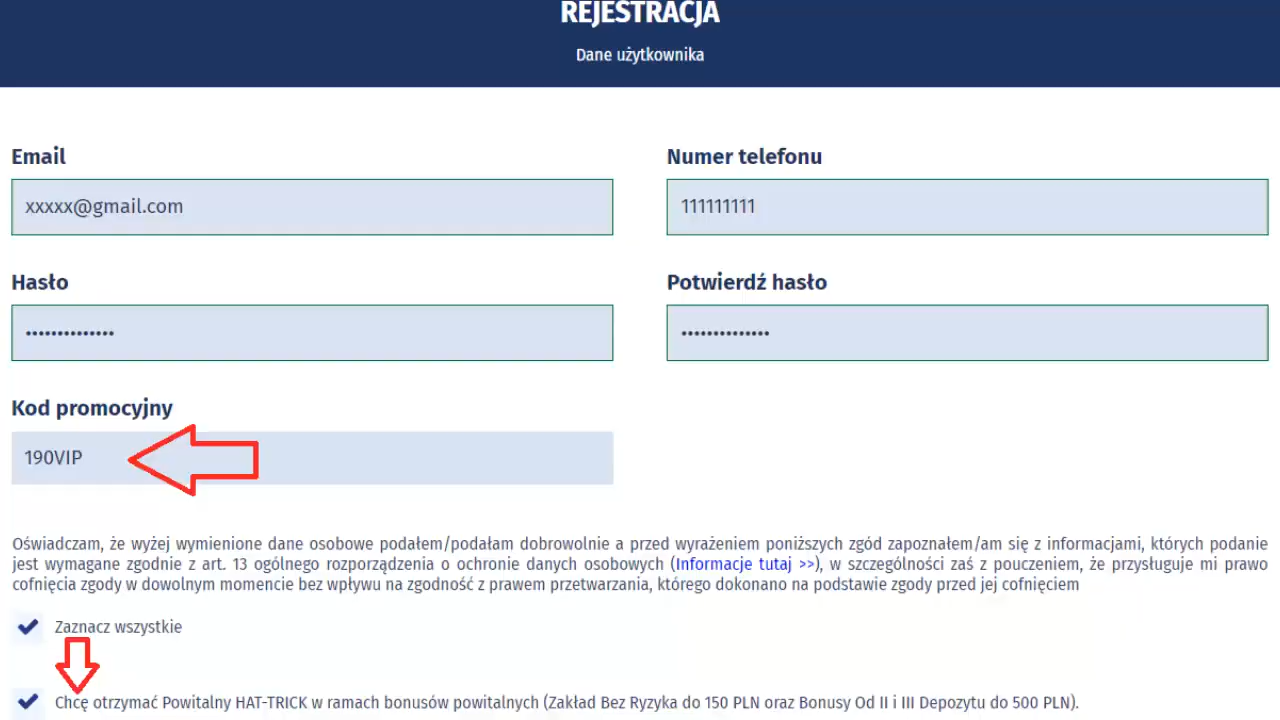 REJESTRACJA
Dane użytkownika
Email
Numer telefonu
xxxxx@gmail.com
111111111
Hasło
Potwierdź hasło
••••••••••••••
••••••••••••••
Kod promocyjny
190VIP
Oświadczam, że wyżej wymienione dane osobowe podałem/podałam dobrowolnie a przed wyrażeniem poniższych zgód zapoznałem/am się z informacjami, których podanie
jest wymagane zgodnie z art. 13 ogólnego rozporządzenia o ochronie danych osobowych (Informacje tutaj >>), w szczególności zaś z pouczeniem, że przysługuje mi prawo
cofnięcia zgody w dowolnym momencie bez wpływu na zgodność z prawem przetwarzania, którego dokonano na podstawie zgody przed jej cofnięciem
Zaznacz wszystkie
Chcę otrzymać Powitalny HAT-TRICK w ramach bonusów powitalnych (Zakład Bez Ryzyka do 150 PLN oraz Bonusy Od II i III Depozytu do 500 PLN).